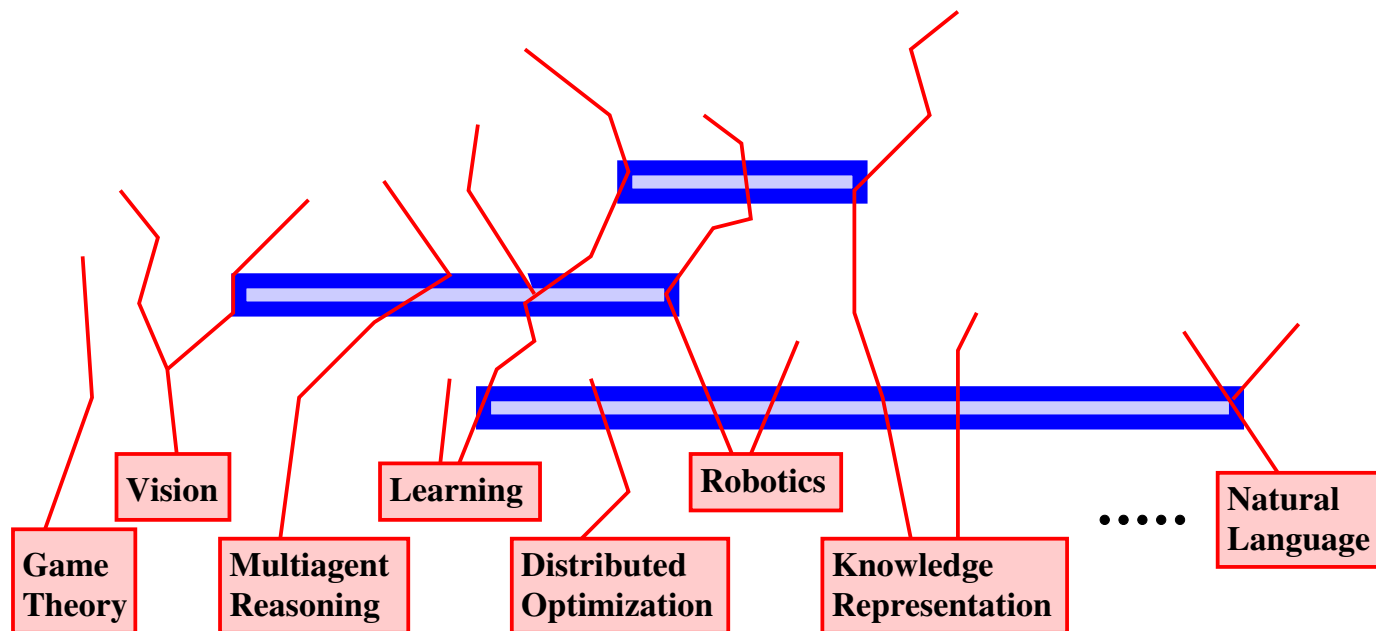 Vision
Learning
Robotics
Natural
Language
Game
Theory
Multiagent
Reasoning
Distributed
Optimization
Knowledge
Representation